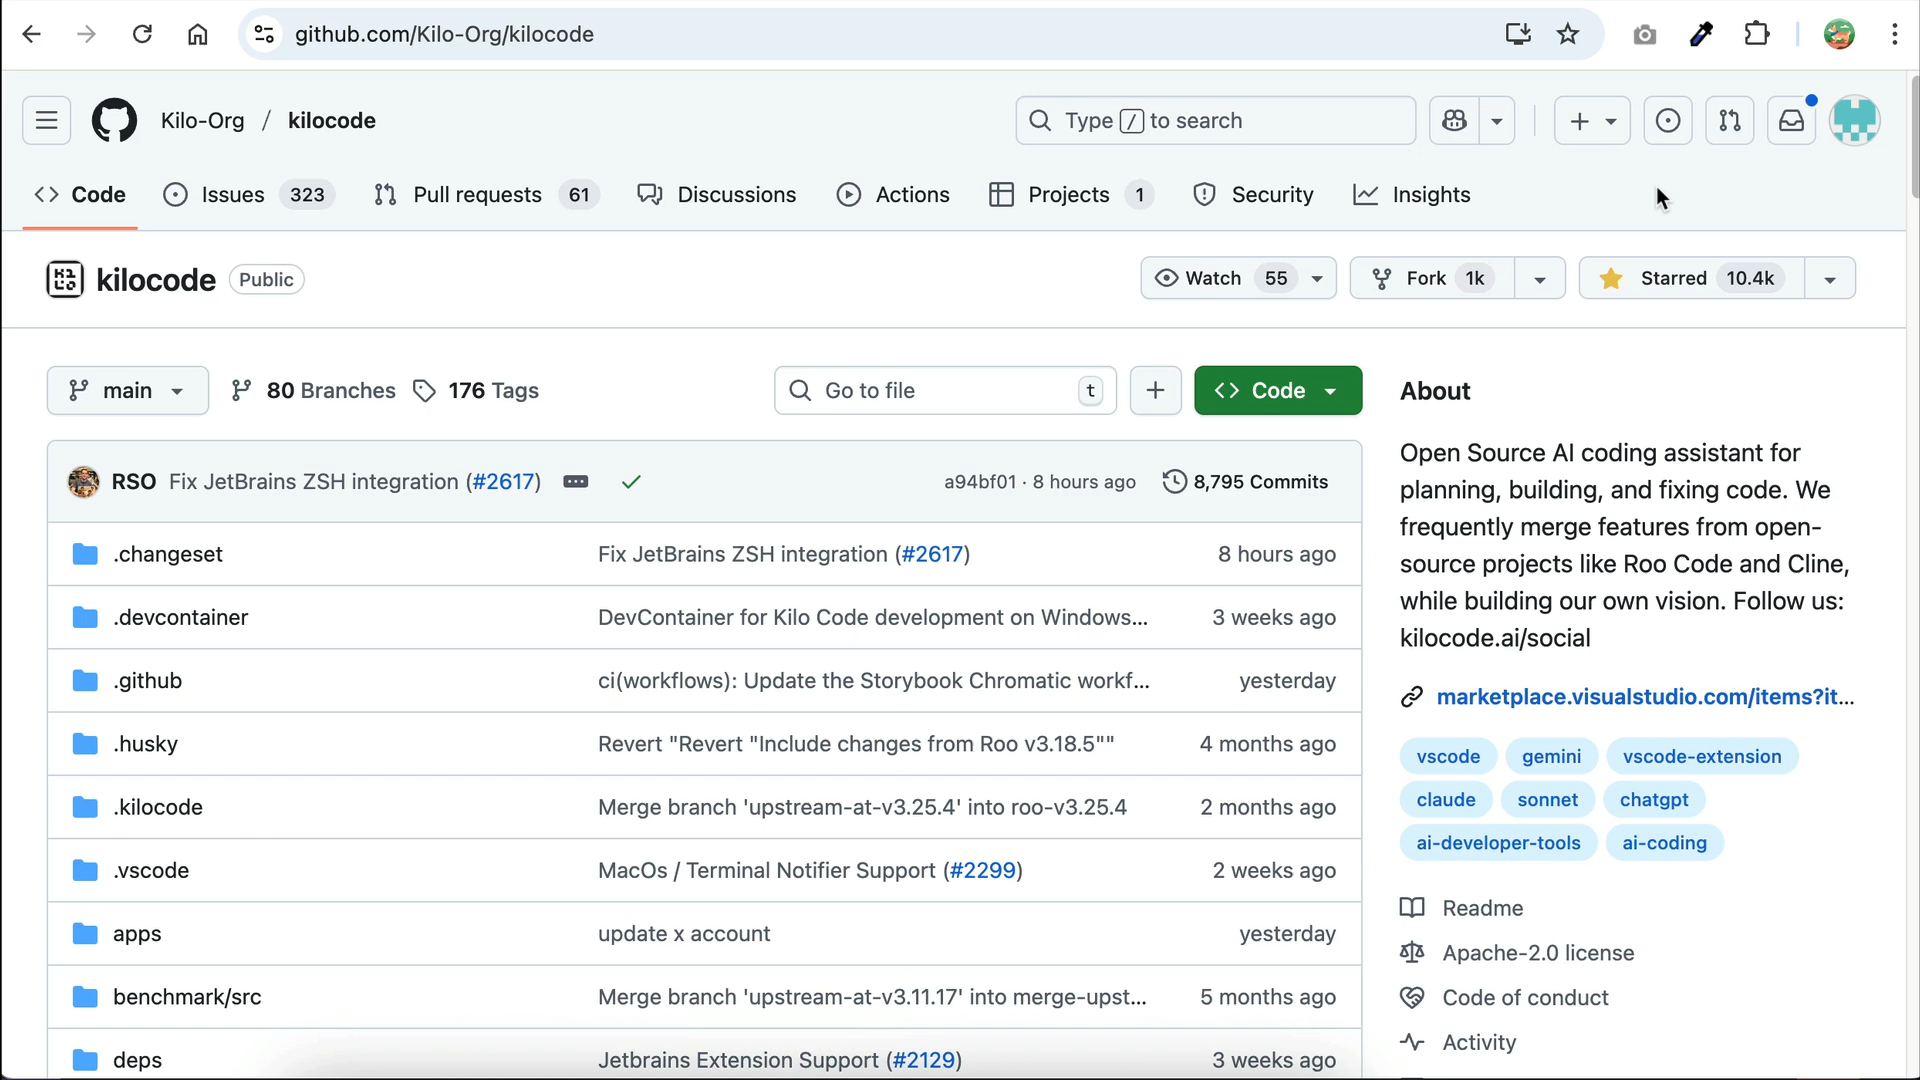 github.com/Kilo-Org/kilocode
Kilo-Org / kilocode
Type / to search
Code
Issues 323
Pull requests 61
Discussions
Actions
Projects 1
Security
Insights
kilocode Public
Watch 55
Fork 1k
Starred 10.4k
main
80 Branches
176 Tags
Go to file t
Code
RSO Fix JetBrains ZSH integration (#2617)
a94bf01 · 8 hours ago
8,795 Commits
.changeset Fix JetBrains ZSH integration (#2617) 8 hours ago
.devcontainer DevContainer for Kilo Code development on Windows... 3 weeks ago
.github ci(workflows): Update the Storybook Chromatic workf... yesterday
.husky Revert "Revert "Include changes from Roo v3.18.5"" 4 months ago
.kilocode Merge branch 'upstream-at-v3.25.4' into roo-v3.25.4 2 months ago
.vscode MacOs / Terminal Notifier Support (#2299) 2 weeks ago
apps update x account yesterday
benchmark/src Merge branch 'upstream-at-v3.11.17' into merge-upst... 5 months ago
deps Jetbrains Extension Support (#2129) 3 weeks ago
About
Open Source AI coding assistant for
planning, building, and fixing code. We
frequently merge features from open-
source projects like Roo Code and Cline,
while building our own vision. Follow us:
kilocode.ai/social
marketplace.visualstudio.com/items?it...
vscode gemini vscode-extension
claude sonnet chatgpt
ai-developer-tools ai-coding
Readme
Apache-2.0 license
Code of conduct
Activity